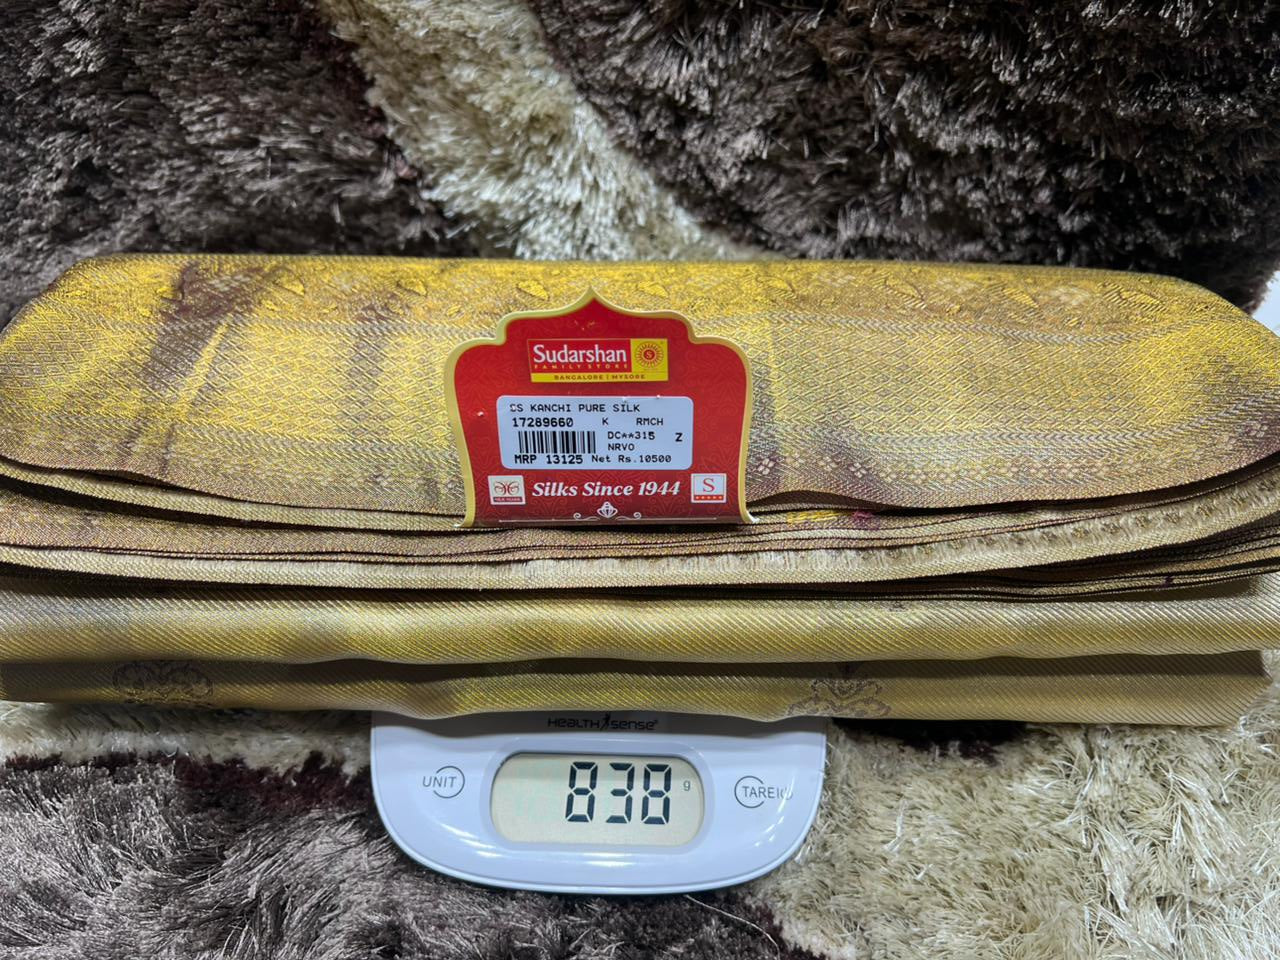 Sudarshan
FAMILY STORE
BANGALORE | MYSORE
CS KANCHI PURE SILK
17289660 K RMCH
DC**315 Z
NRVO
MRP 13125 Net Rs.10500
Silks Since 1944
S
HEALTH SENSE
UNIT
838 g
TARE